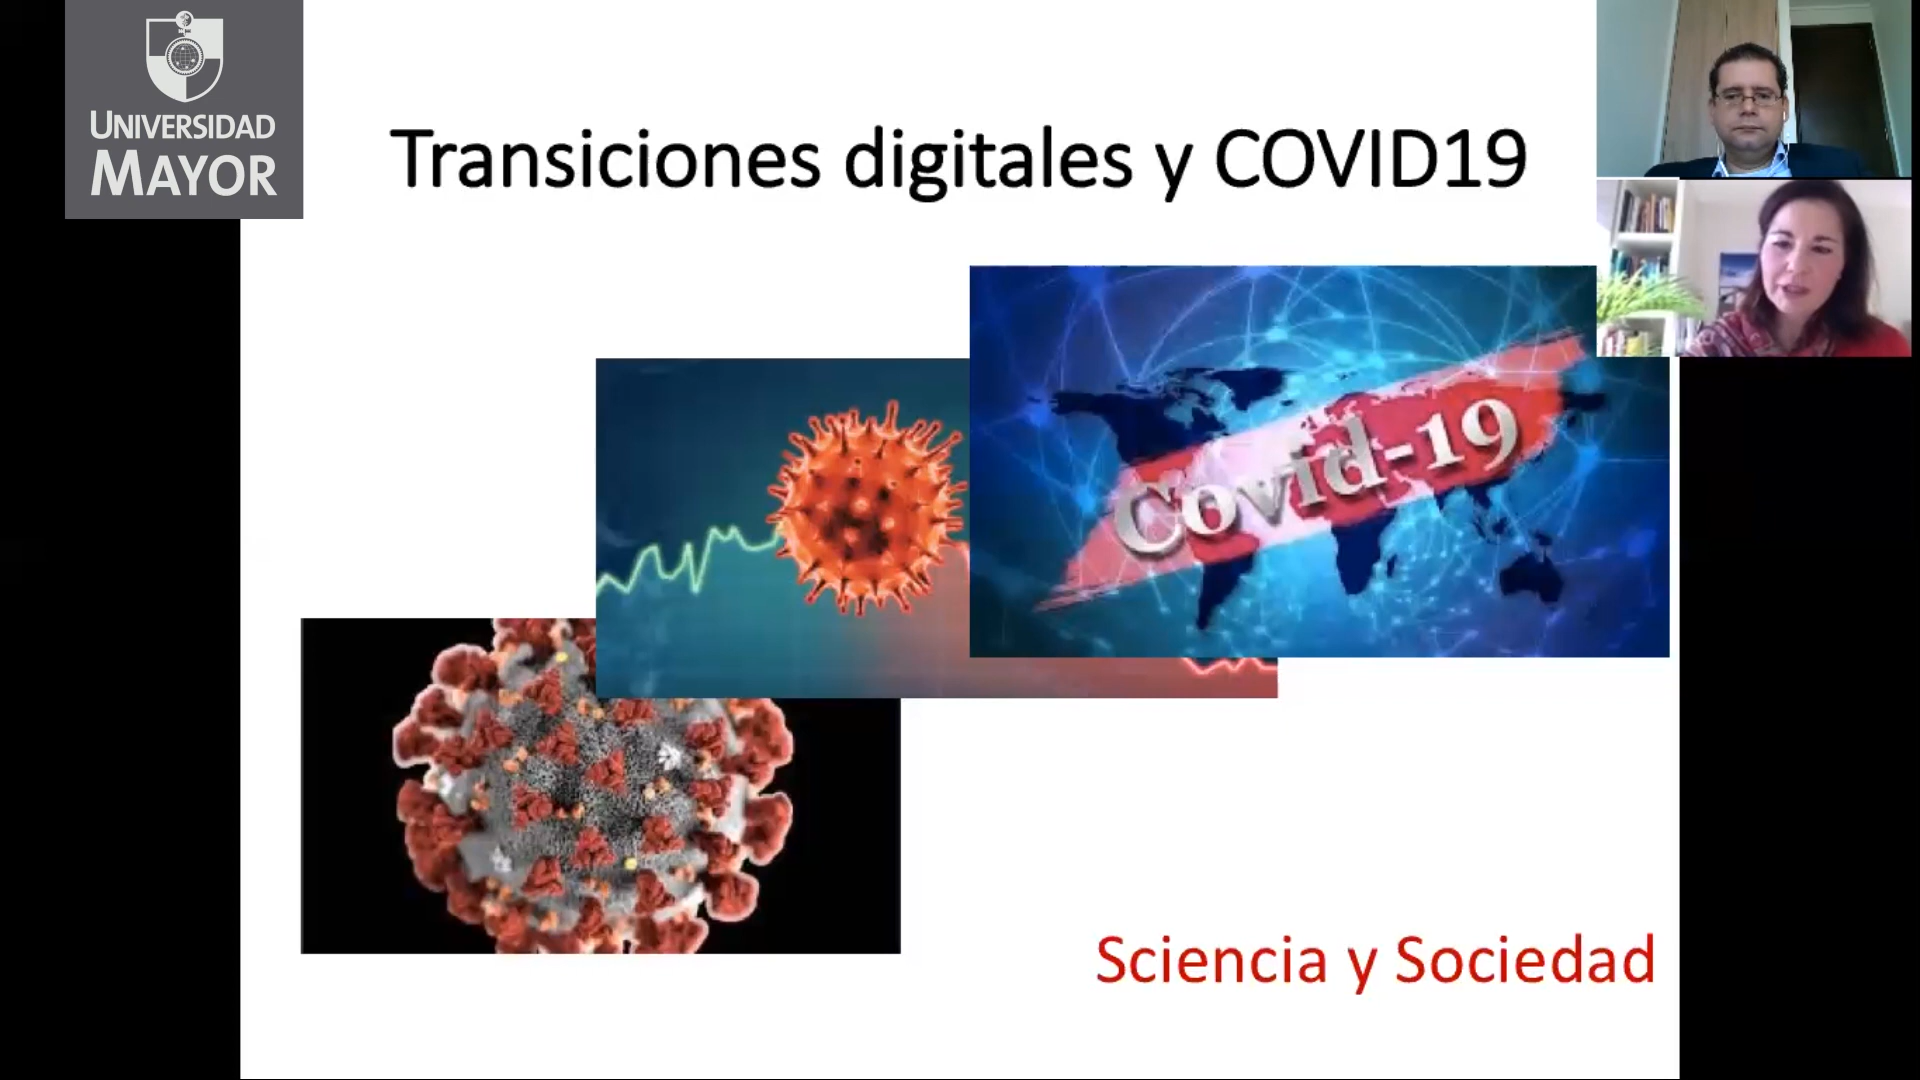 UNIVERSIDAD
MAYOR
Transiciones digitales y COVID19
Covid-19
Sciencia y Sociedad